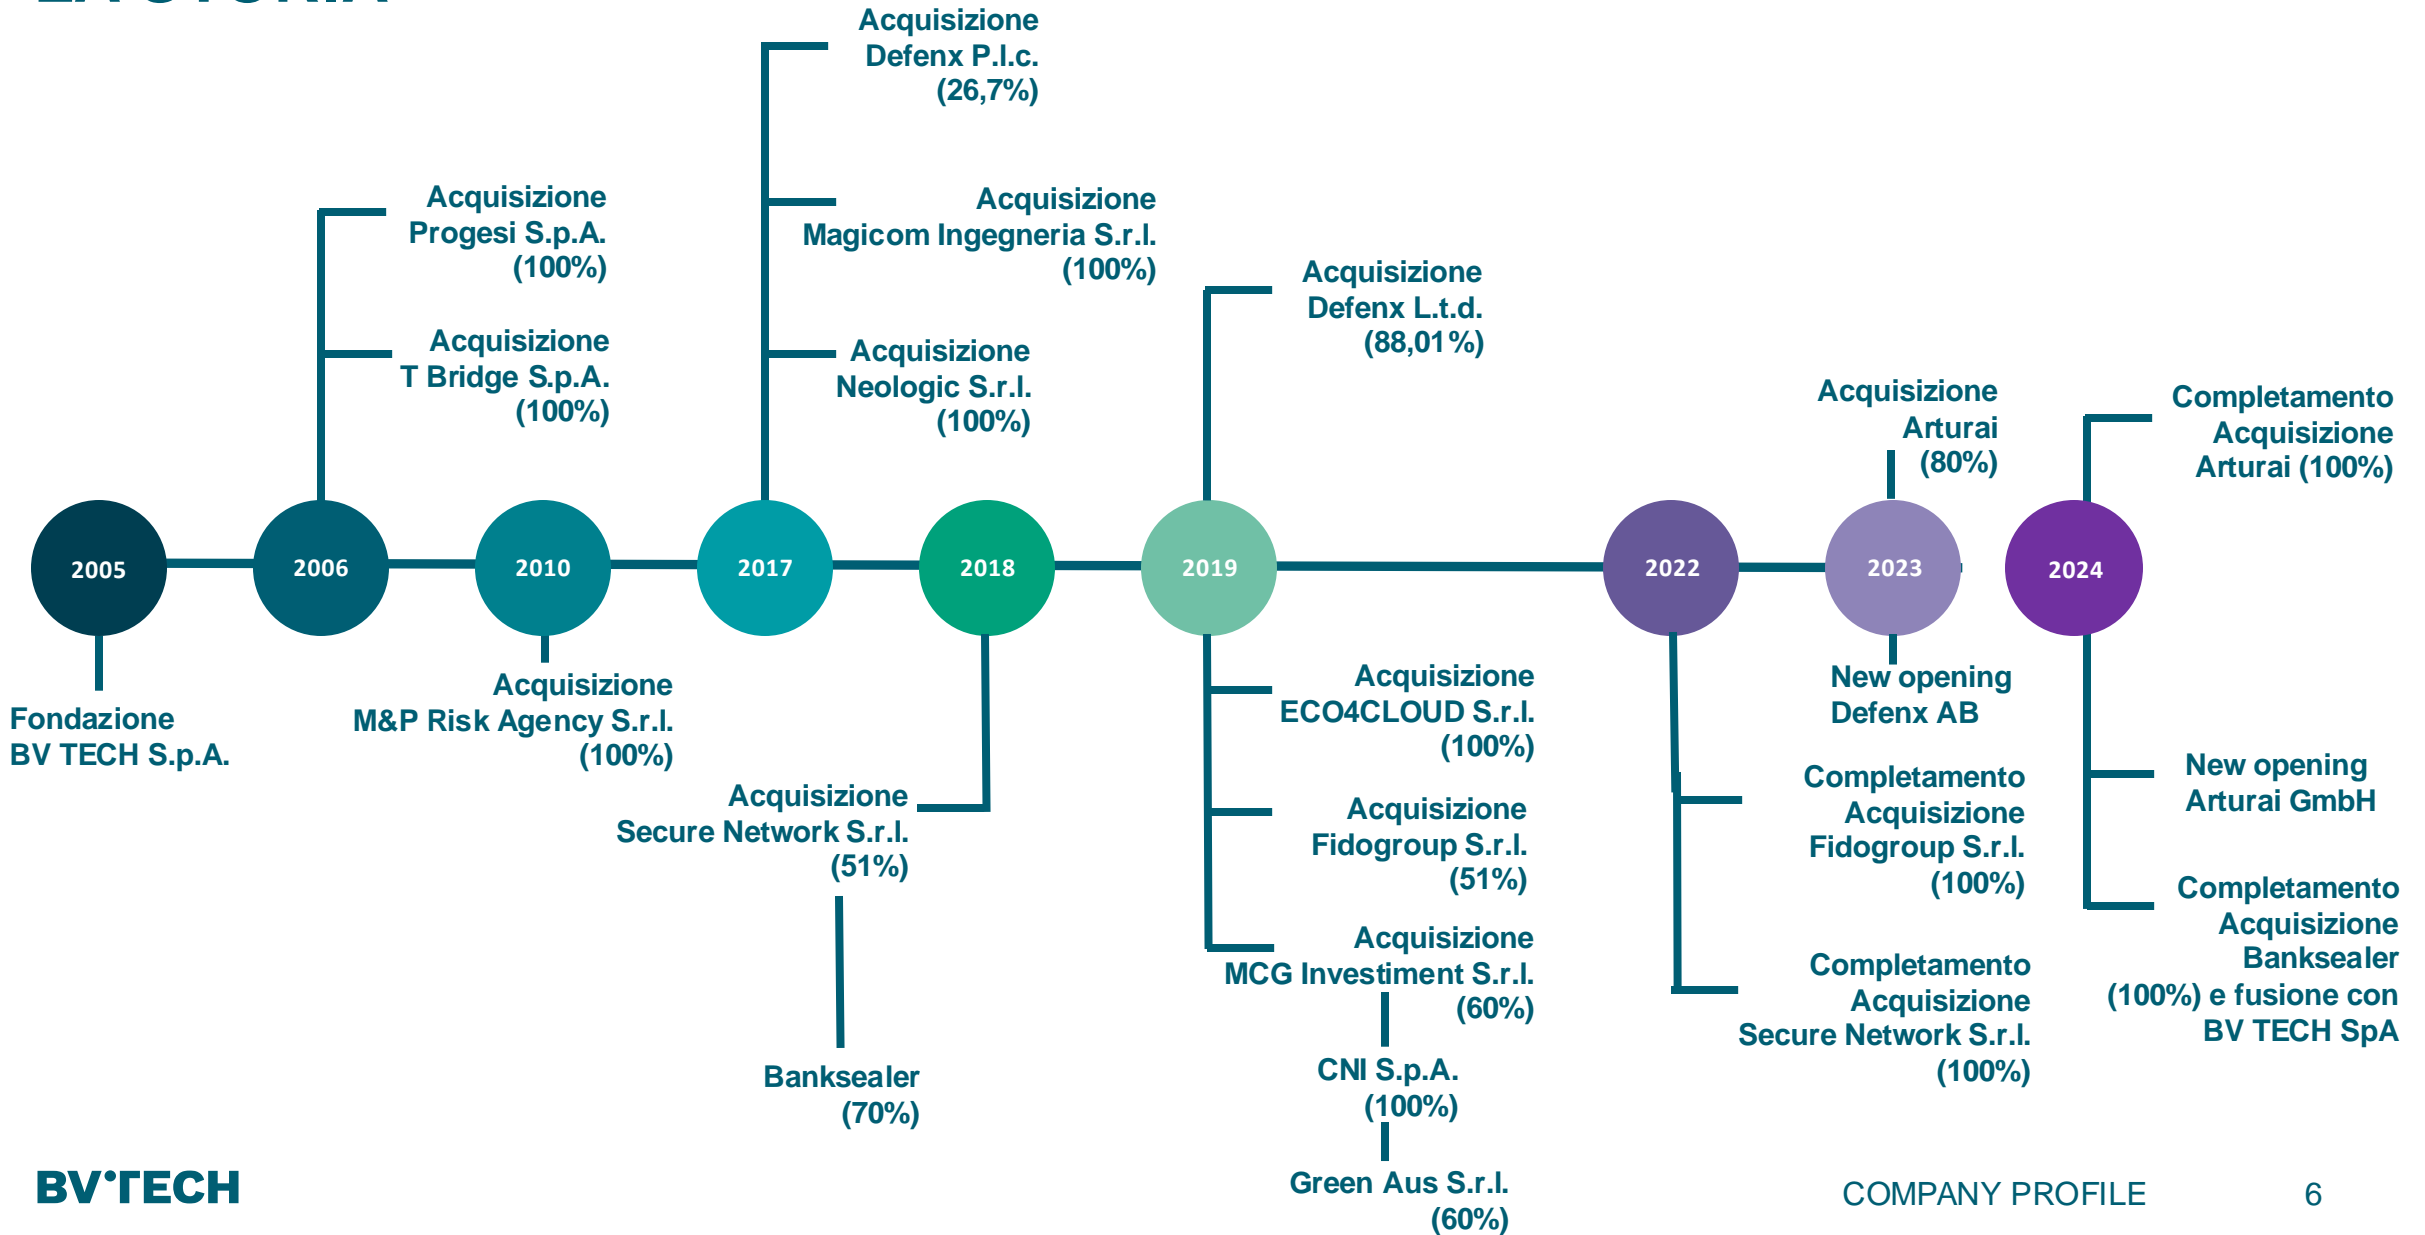 Acquisizione
Defenx P.l.c.
(26,7%)
Acquisizione
Progesi S.p.A.
(100%)
Acquisizione
Magicom Ingegneria S.r.l.
(100%)
Acquisizione
Defenx L.t.d.
(88,01%)
Acquisizione
T Bridge S.p.A.
(100%)
Acquisizione
Neologic S.r.l.
(100%)
Acquisizione
Arturai
(80%)
Completamento
Acquisizione
Arturai (100%)
2005
2006
2010
2017
2018
2019
2022
2023
2024
Fondazione
BV TECH S.p.A.
Acquisizione
M&P Risk Agency S.r.l.
(100%)
Acquisizione
Secure Network S.r.l.
(51%)
Banksealer
(70%)
Acquisizione
ECO4CLOUD S.r.l.
(100%)
Acquisizione
Fidogroup S.r.l.
(51%)
Acquisizione
MCG Investiment S.r.l.
(60%)
CNI S.p.A.
(100%)
Green Aus S.r.l.
(60%)
New opening
Defenx AB
Completamento
Acquisizione
Fidogroup S.r.l.
(100%)
Completamento
Acquisizione
Secure Network S.r.l.
(100%)
New opening
Arturai GmbH
Completamento
Acquisizione
Banksealer
(100%) e fusione con
BV TECH SpA
BV TECH
COMPANY PROFILE
6